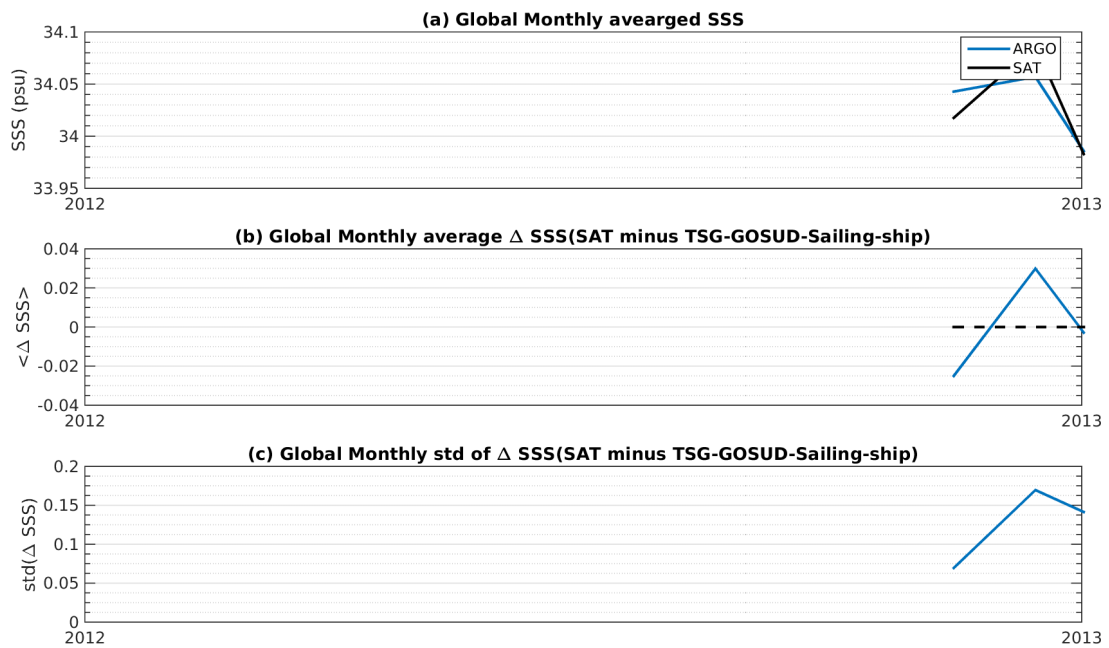 (a) Global Monthly avearged SSS
34.1
34.05
34
33.95
SSS (psu)
ARGO
SAT
2012
2013
(b) Global Monthly average Δ SSS(SAT minus TSG-GOSUD-Sailing-ship)
0.04
0.02
0
-0.02
-0.04
<Δ SSS>
2012
2013
(c) Global Monthly std of Δ SSS(SAT minus TSG-GOSUD-Sailing-ship)
0.2
0.15
0.1
0.05
0
std(Δ SSS)
2012
2013